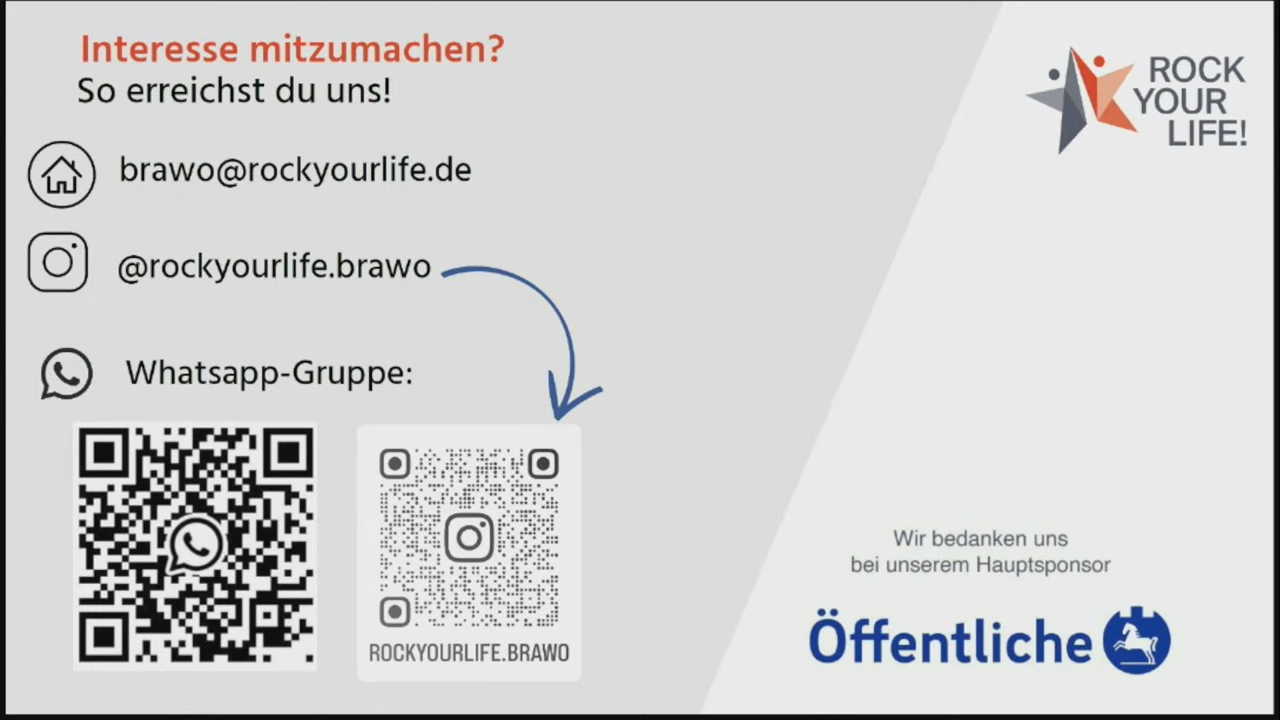 Interesse mitzumachen?
So erreichst du uns!
ROCK
YOUR
LIFE!
brawo@rockyourlife.de
@rockyourlife.brawo
Whatsapp-Gruppe:
ROCKYOURLIFE.BRAWO
Wir bedanken uns
bei unserem Hauptsponsor
Öffentliche